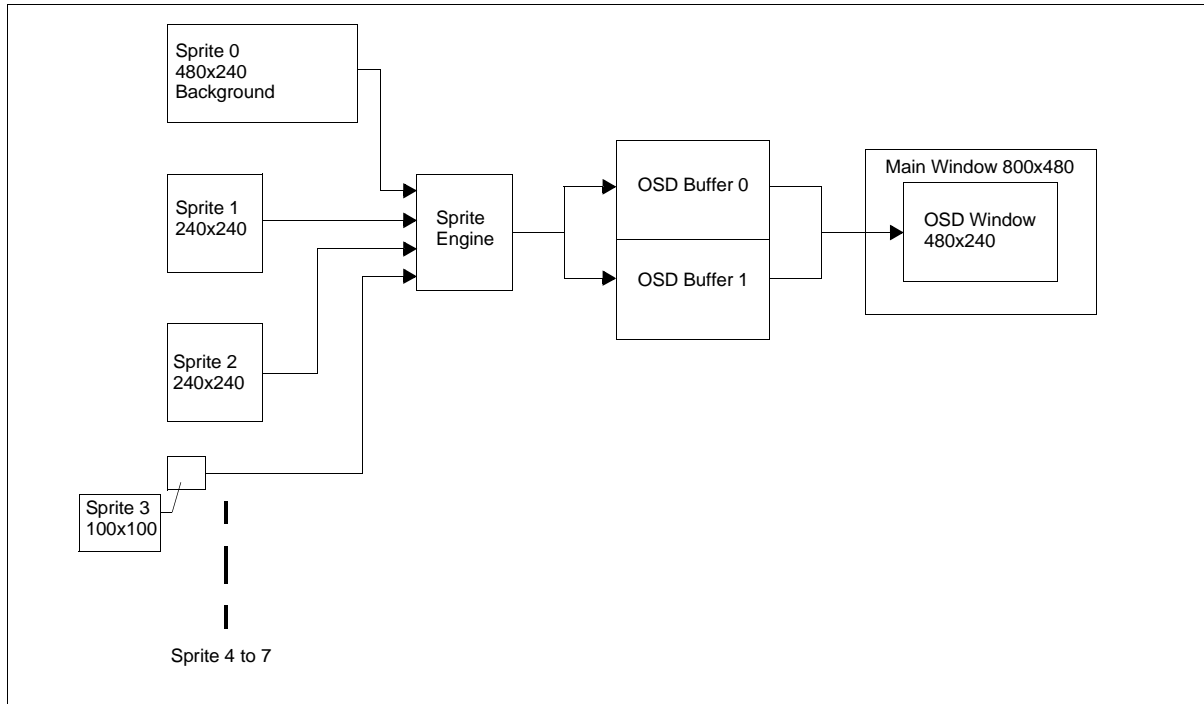 Sprite 0
480x240
Background
Sprite 1
240x240
Sprite 2
240x240
Sprite 3
100x100
Sprite 4 to 7
Sprite
Engine
OSD Buffer 0
OSD Buffer 1
Main Window 800x480
OSD Window
480x240